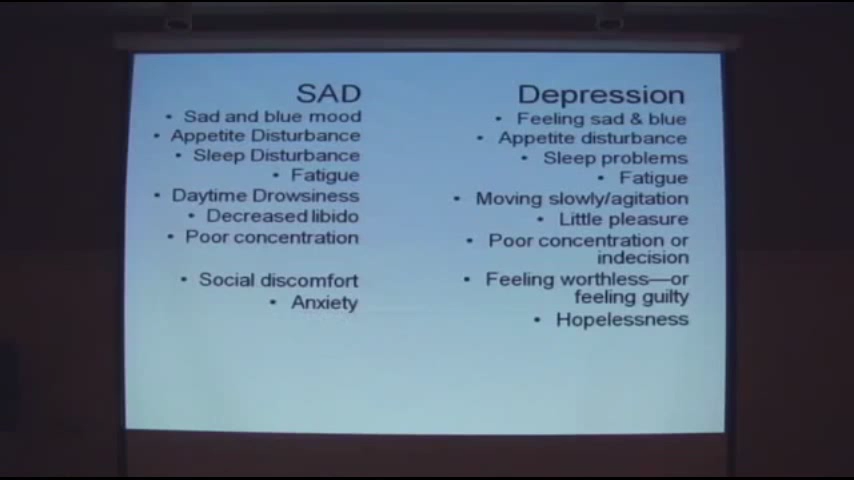 SAD
• Sad and blue mood
• Appetite Disturbance
• Sleep Disturbance
• Fatigue
• Daytime Drowsiness
• Decreased libido
• Poor concentration
• Social discomfort
• Anxiety
Depression
• Feeling sad & blue
• Appetite disturbance
• Sleep problems
• Fatigue
• Moving slowly/agitation
• Little pleasure
• Poor concentration or
indecision
• Feeling worthless—or
feeling guilty
• Hopelessness